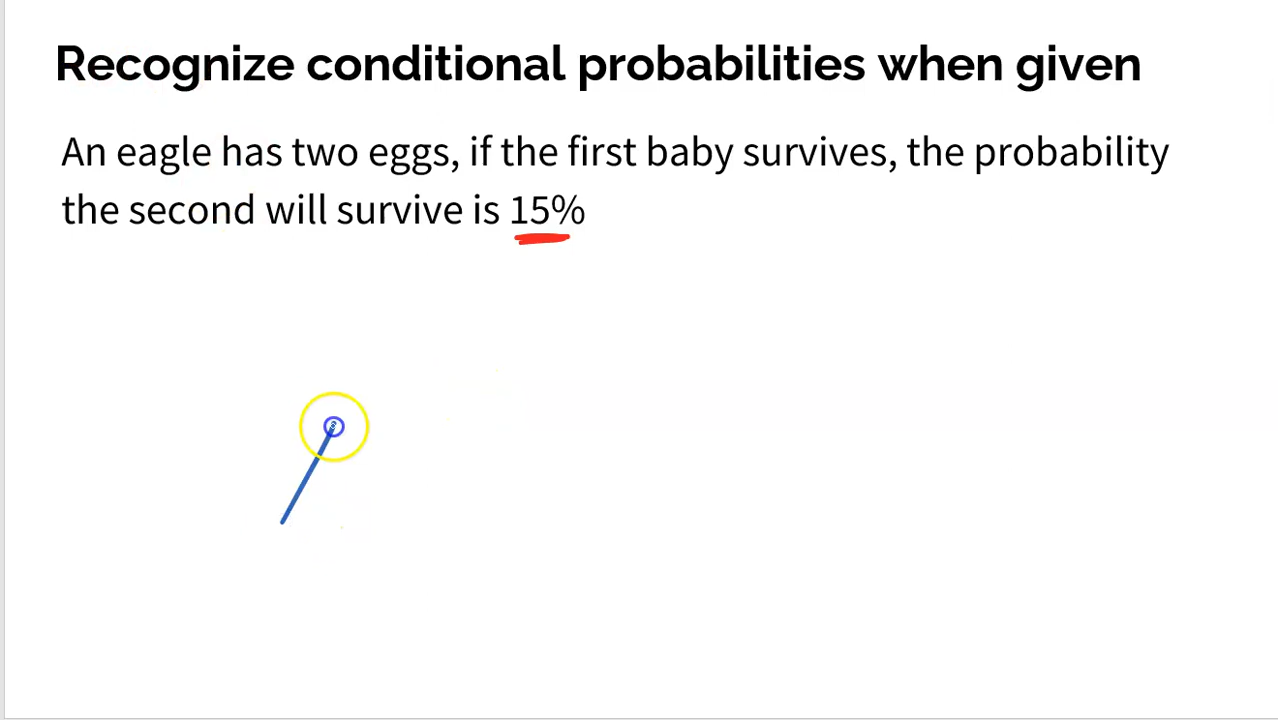 Recognize conditional probabilities when given
An eagle has two eggs, if the first baby survives, the probability
the second will survive is 15%